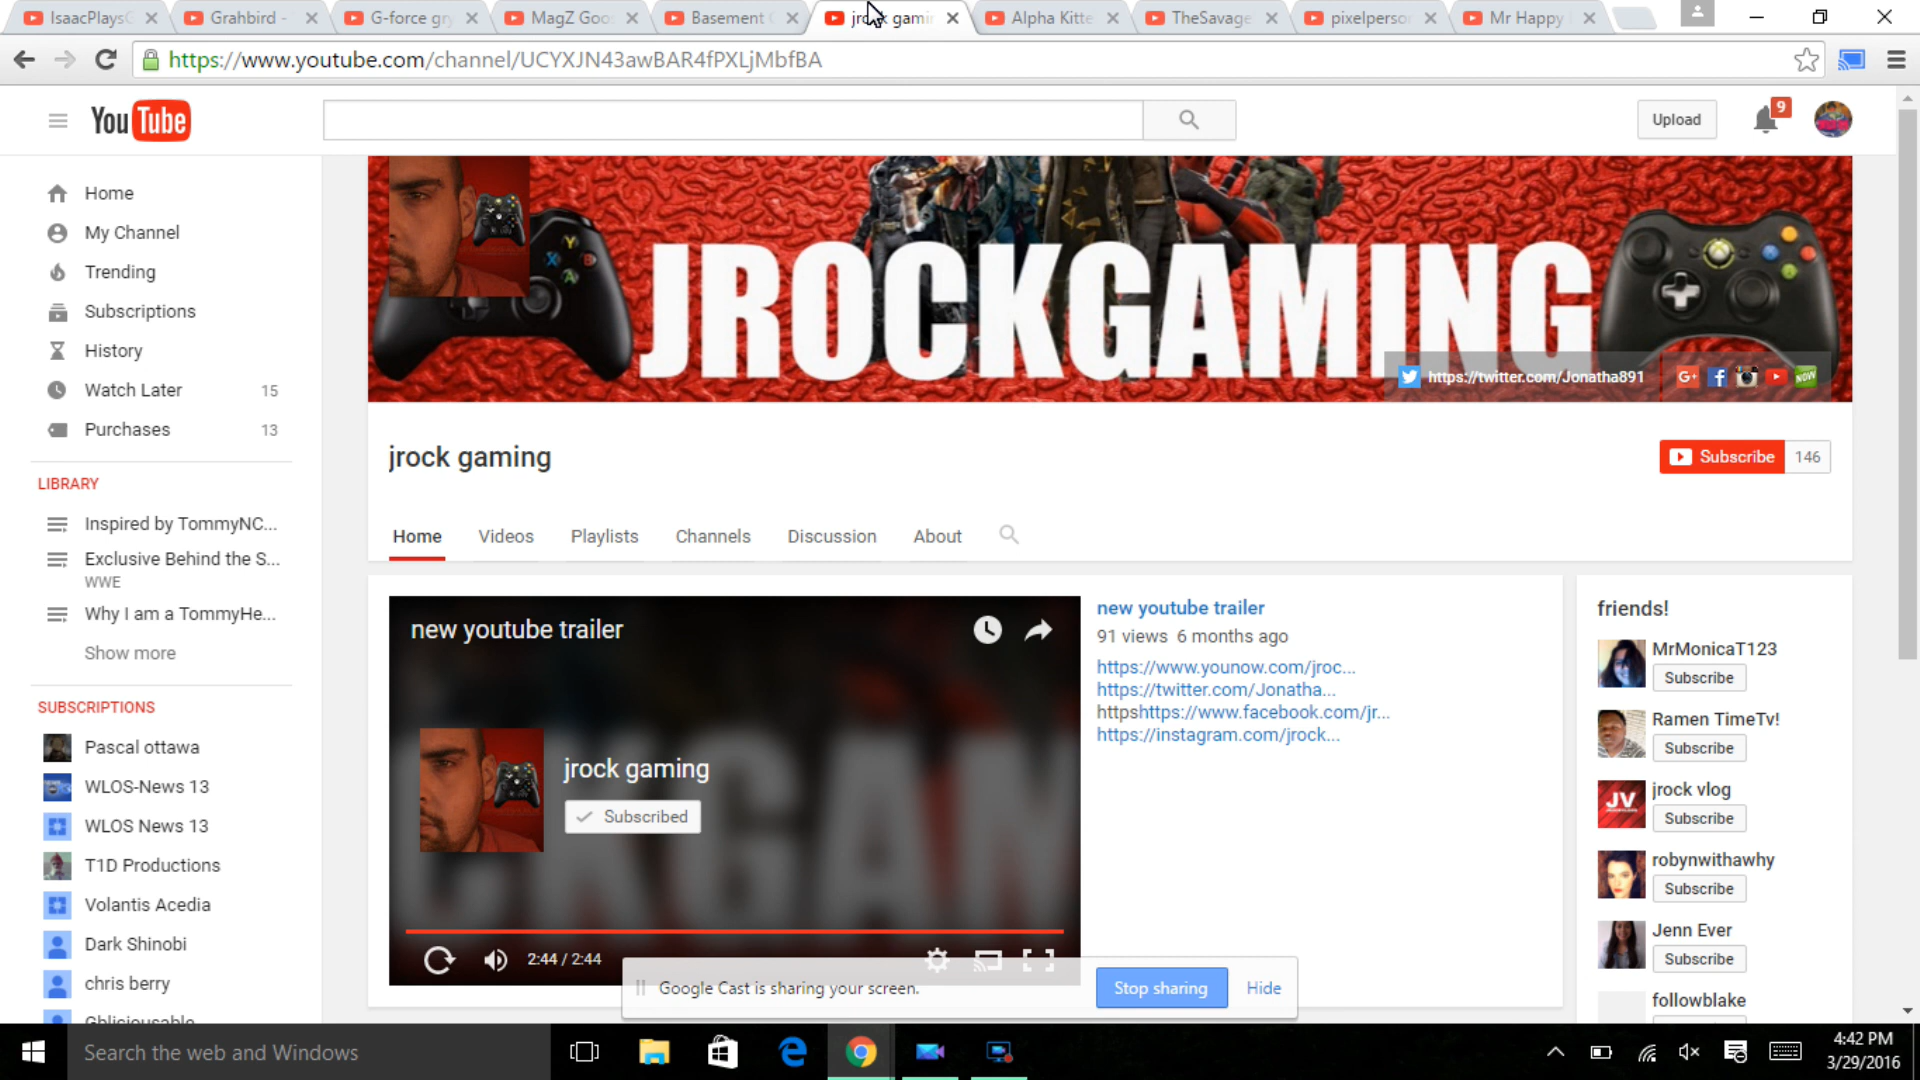 IsaacPlaysG
Grahbird -
G-force gry
MagZ Goo
Basement
jrock gami
Alpha Kitte
TheSavage
pixelperso
Mr Happy
https://www.youtube.com/channel/UCYXJN43awBAR4fPXLjMbfBA
YouTube
Upload
9
Home
My Channel
Trending
Subscriptions
History
Watch Later 15
Purchases 13
LIBRARY
Inspired by TommyNC...
Exclusive Behind the S...
WWE
Why I am a TommyHe...
Show more
SUBSCRIPTIONS
Pascal ottawa
WLOS-News 13
WLOS News 13
T1D Productions
Volantis Acedia
Dark Shinobi
chris berry
Gbliciousable
JROCKGAMING
https://twitter.com/Jonatha891
G+
NOW
jrock gaming
Subscribe 146
Home Videos Playlists Channels Discussion About
new youtube trailer
jrock gaming
Subscribed
2:44 / 2:44
new youtube trailer
91 views 6 months ago
https://www.younow.com/jroc...
https://twitter.com/Jonatha...
httpshttps://www.facebook.com/jr...
https://instagram.com/jrock...
friends!
MrMonicaT123
Subscribe
Ramen TimeTv!
Subscribe
JV
jrock vlog
Subscribe
robynwithawhy
Subscribe
Jenn Ever
Subscribe
followblake
Google Cast is sharing your screen.
Stop sharing
Hide
Search the web and Windows
4:42 PM
3/29/2016